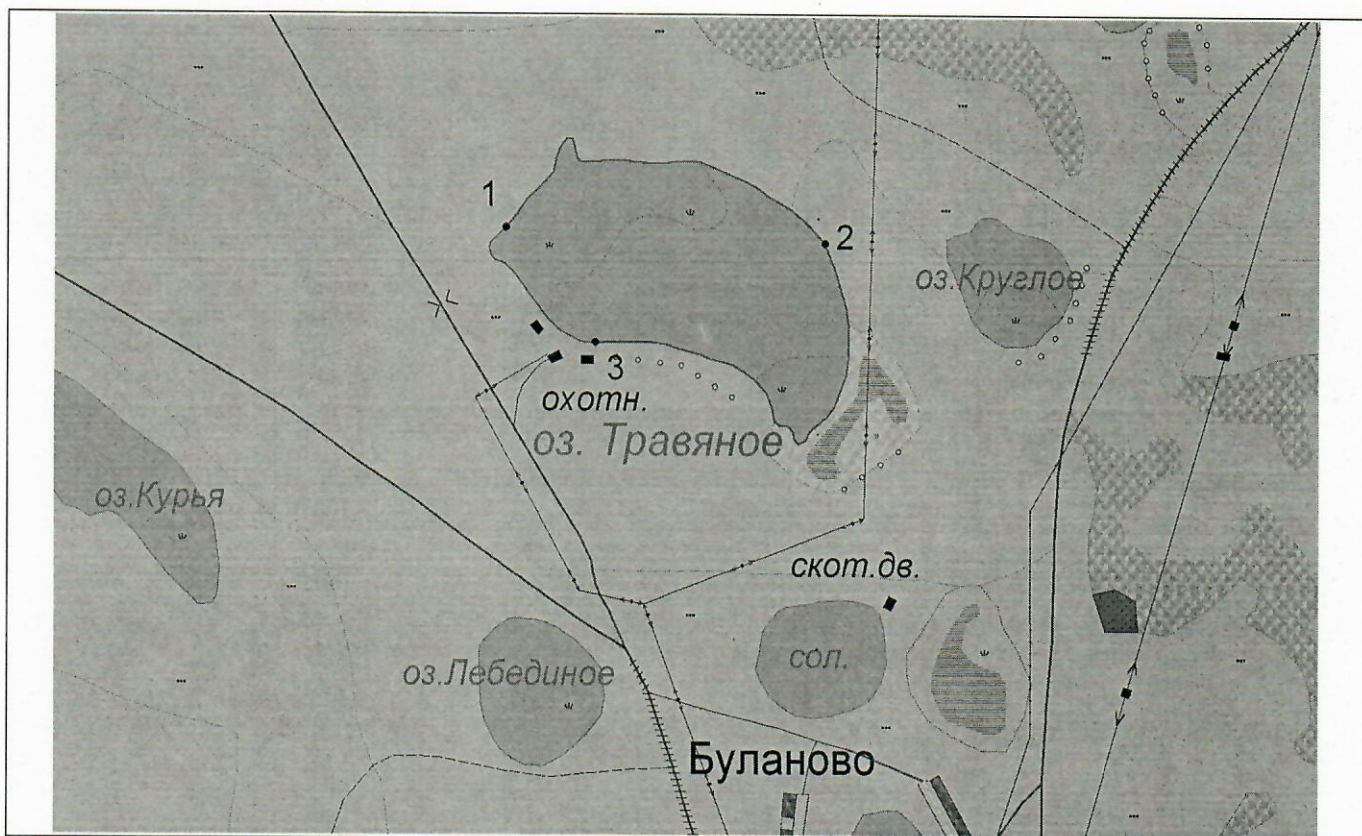 1
2
оз.Круглое
3
охотн.
оз. Травяное
оз.Курья
скот.дв.
оз.Лебединое
сол.
Буланово